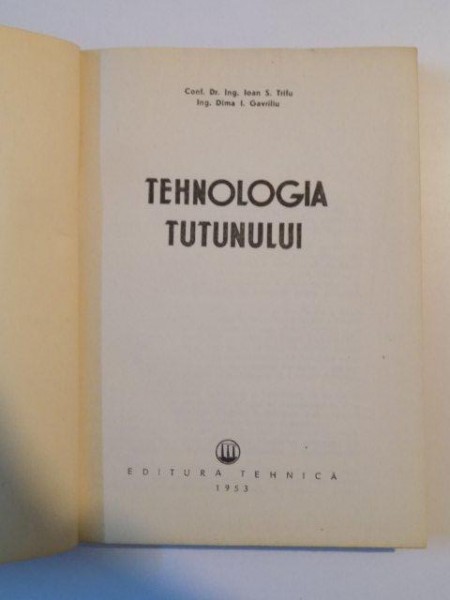 Conf. Dr. Ing. Ioan S. Trifu
Ing. Dima I. Gavriliu
TEHNOLOGIA
TUTUNULUI
EDITURA TEHNICĂ
1953